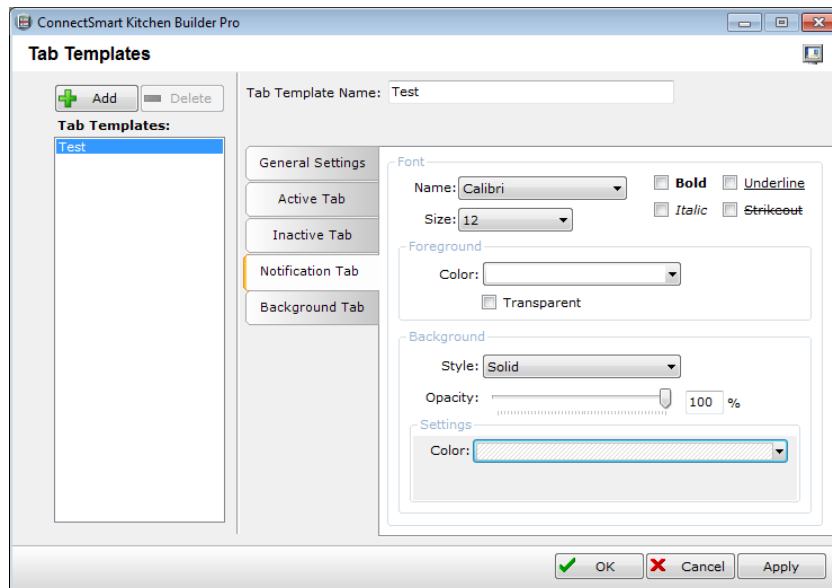 ConnectSmart Kitchen Builder Pro
Tab Templates
Add
Delete
Tab Template Name: Test
Tab Templates:
Test
General Settings
Active Tab
Inactive Tab
Notification Tab
Background Tab
Font
Name: Calibri
Bold
Underline
Size: 12
Italic
Strikeout
Foreground
Color:
Transparent
Background
Style: Solid
Opacity: 100 %
Settings
Color:
OK
Cancel
Apply